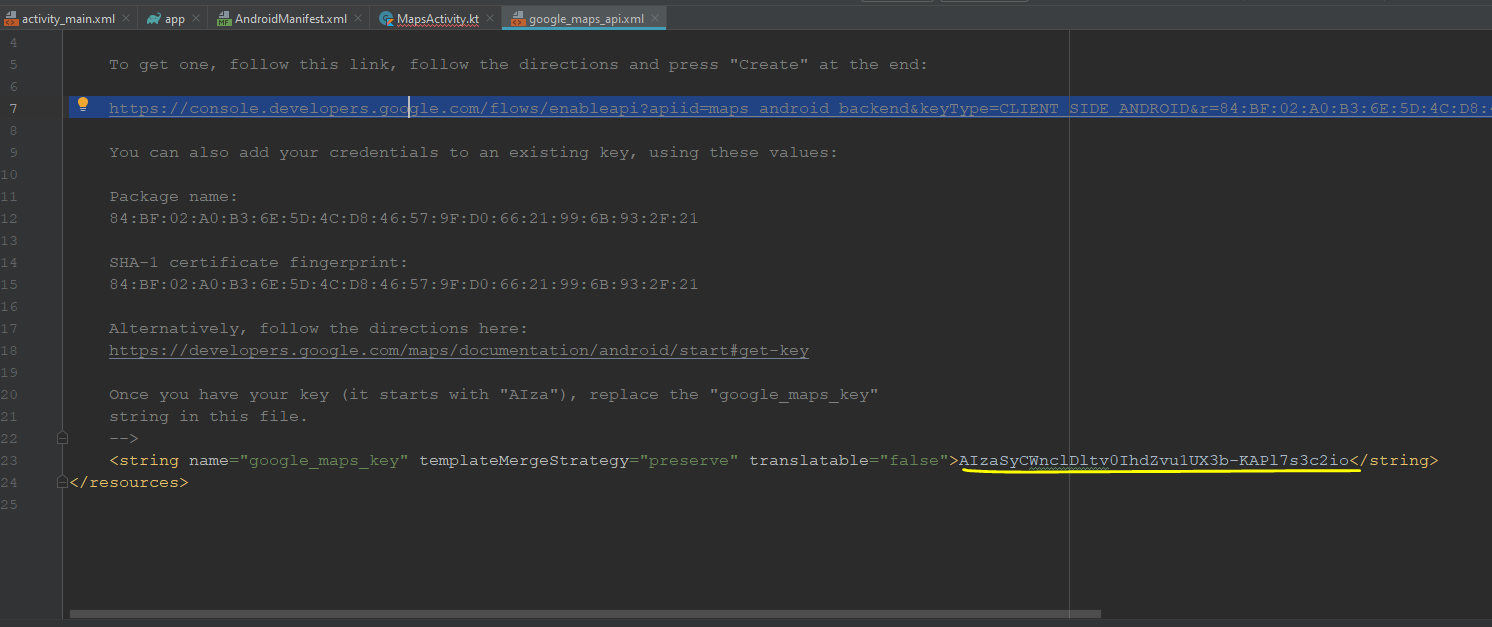 activity_main.xml app AndroidManifest.xml MapsActivity.kt google_maps_api.xml
4
5 To get one, follow this link, follow the directions and press "Create" at the end:
6
7 https://console.developers.google.com/flows/enableapi?apiid=maps_android_backend&keyType=CLIENT_SIDE_ANDROID&r=84:BF:02:A0:B3:6E:5D:4C:D8:
8
9 You can also add your credentials to an existing key, using these values:
10
11 Package name:
12 84:BF:02:A0:B3:6E:5D:4C:D8:46:57:9F:D0:66:21:99:6B:93:2F:21
13
14 SHA-1 certificate fingerprint:
15 84:BF:02:A0:B3:6E:5D:4C:D8:46:57:9F:D0:66:21:99:6B:93:2F:21
16
17 Alternatively, follow the directions here:
18 https://developers.google.com/maps/documentation/android/start#get-key
19
20 Once you have your key (it starts with "AIza"), replace the "google_maps_key"
21 string in this file.
22 -->
23 <string name="google_maps_key" templateMergeStrategy="preserve" translatable="false">AIzaSyCWnclDltv0IhdZvu1UX3b-KAPl7s3c2io</string>
24 </resources>
25